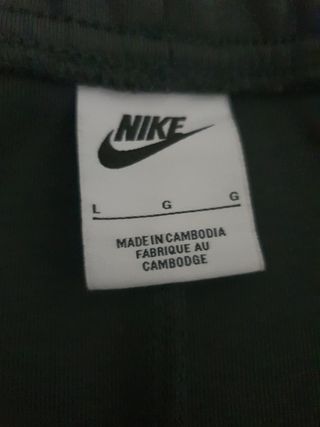 NIKE
L G G
MADE IN CAMBODIA
FABRIQUE AU
CAMBODGE